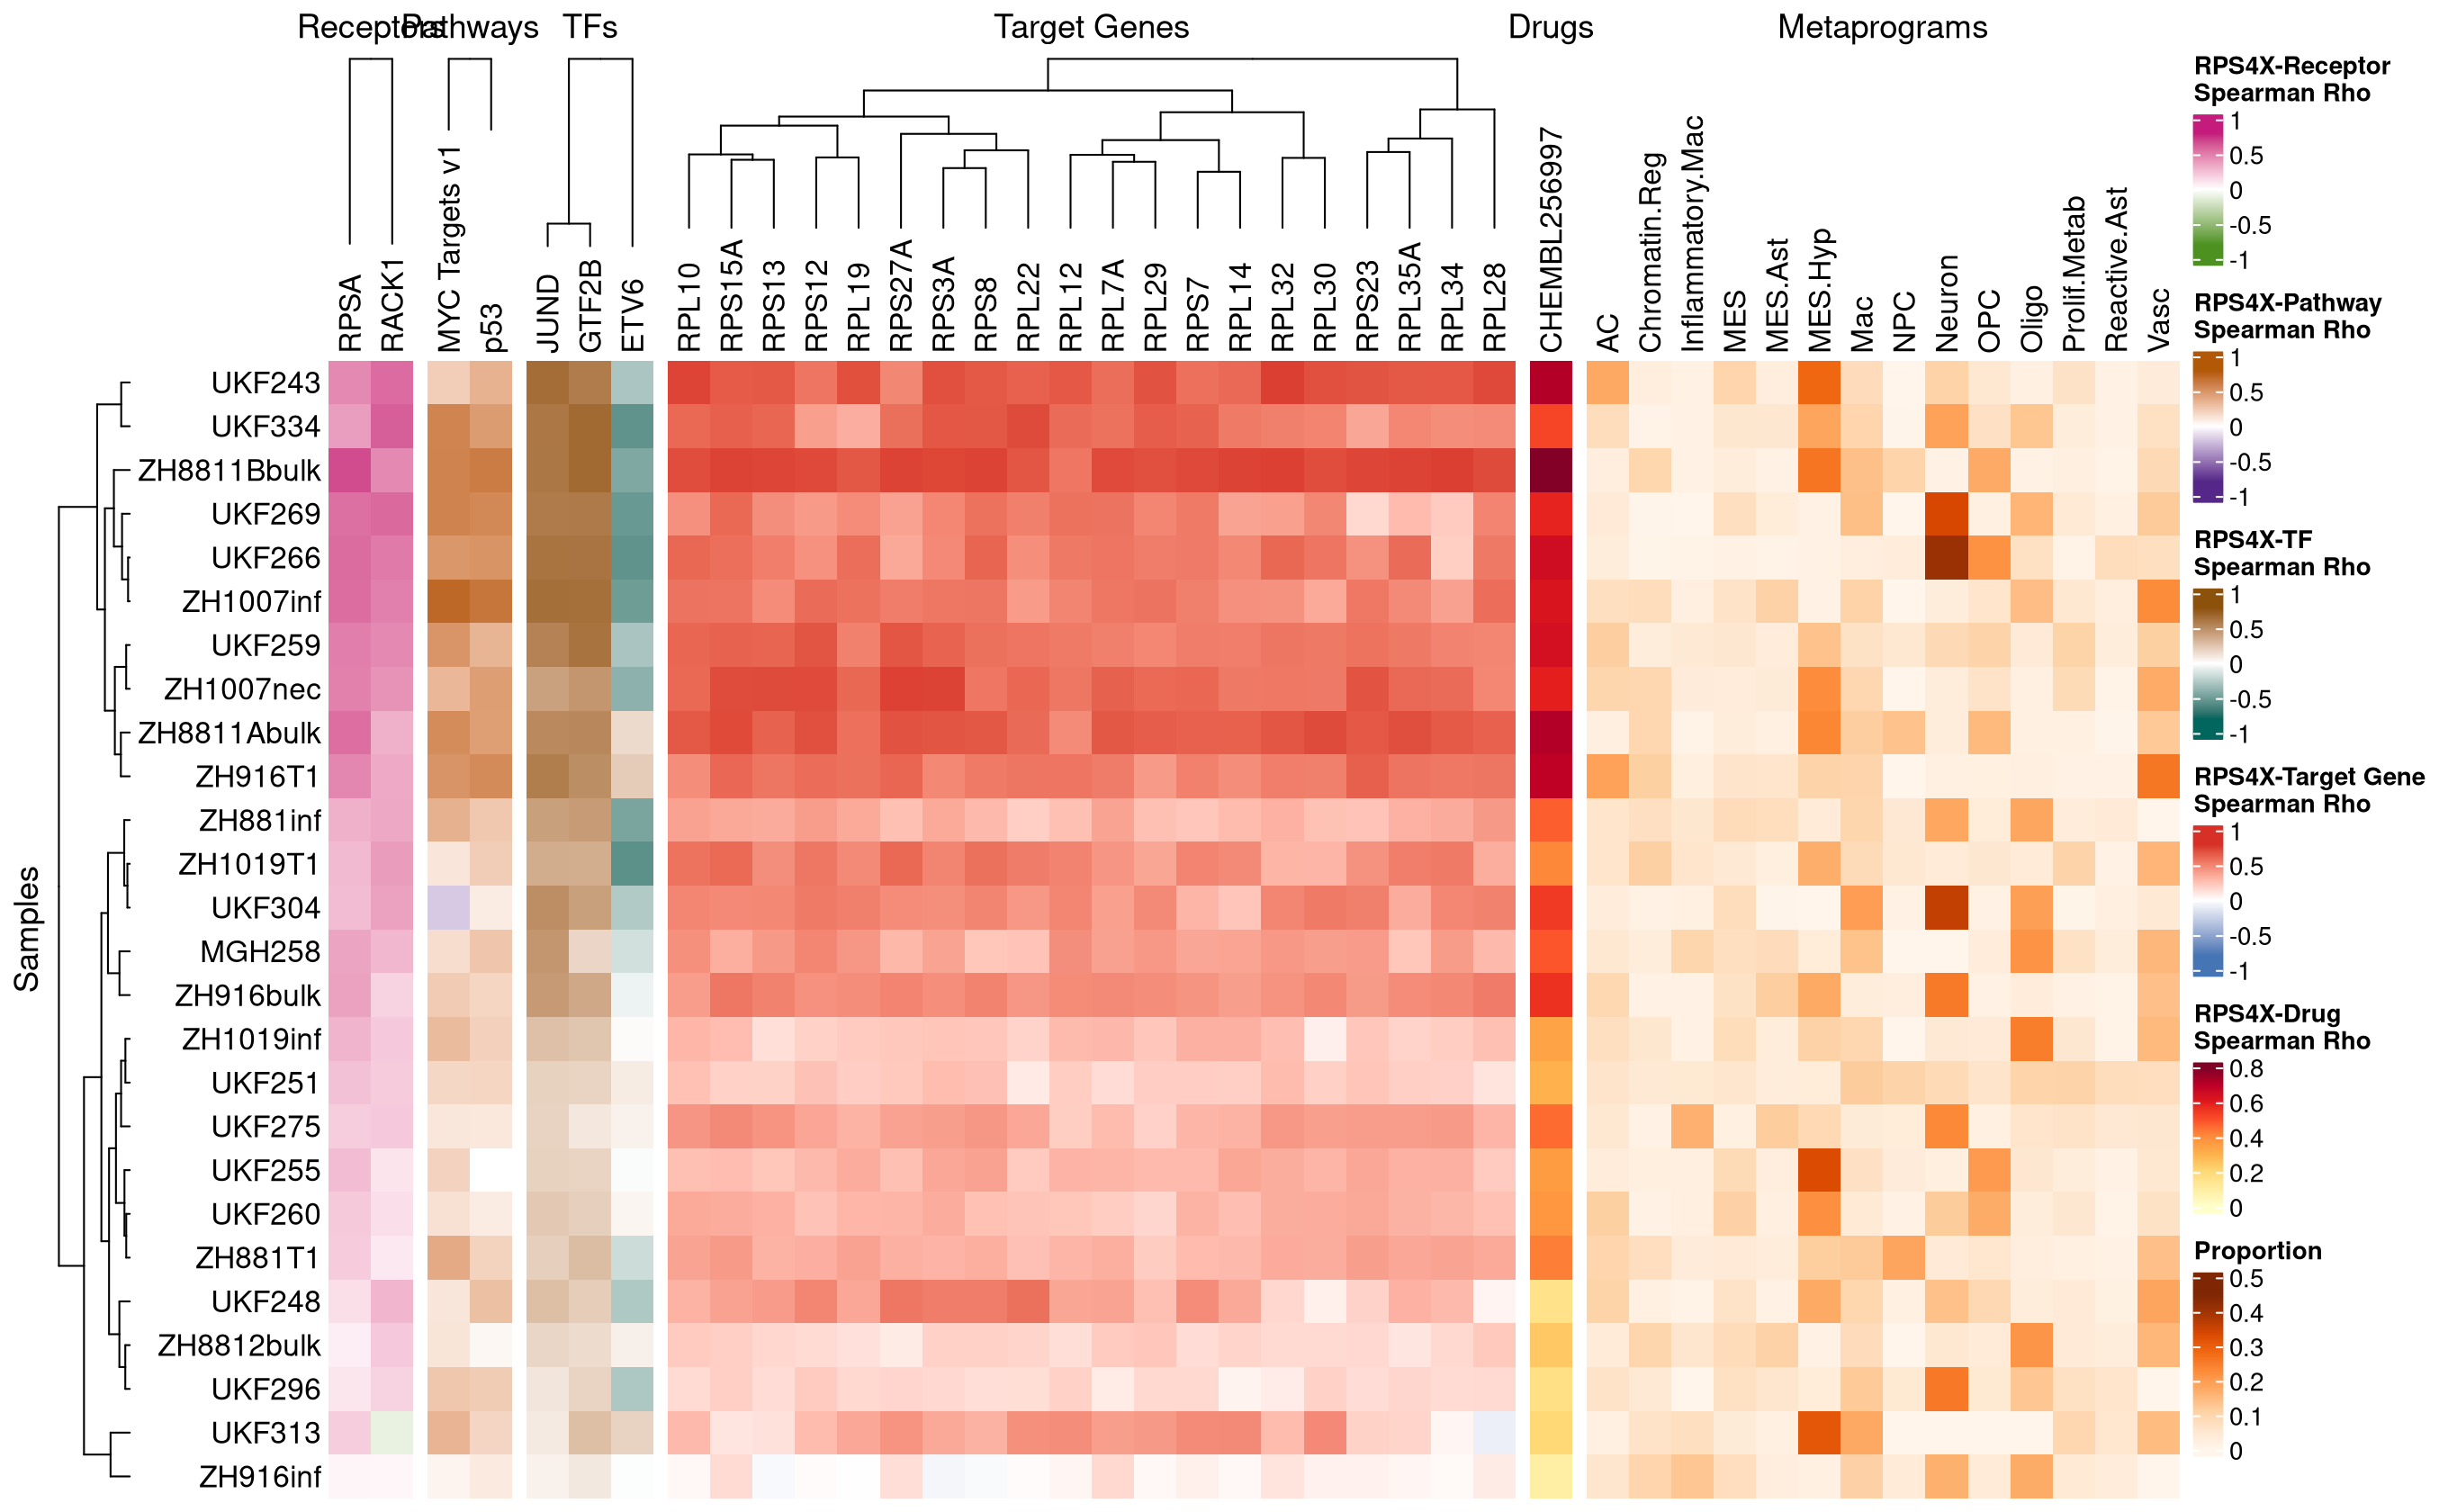 Receptors Pathways TFs Target Genes Drugs Metaprograms
RPSA RACK1 MYC Targets v1 p53 JUND GTF2B ETV6 RPL10 RPS15A RPS13 RPS12 RPL19 RPS27A RPS3A RPS8 RPL22 RPL12 RPL7A RPL29 RPS7 RPL14 RPL32 RPL30 RPS23 RPL35A RPL34 RPL28 CHEMBL256997 AC Chromatin.Reg Inflammatory.Mac MES MES.Ast MES.Hyp Mac NPC Neuron OPC Oligo Prolif.Metab Reactive.Ast Vasc
Samples
UKF243
UKF334
ZH8811Bbulk
UKF269
UKF266
ZH1007inf
UKF259
ZH1007nec
ZH8811Abulk
ZH916T1
ZH881inf
ZH1019T1
UKF304
MGH258
ZH916bulk
ZH1019inf
UKF251
UKF275
UKF255
UKF260
ZH881T1
UKF248
ZH8812bulk
UKF296
UKF313
ZH916inf
RPS4X-Receptor
Spearman Rho
1
0.5
0
-0.5
-1
RPS4X-Pathway
Spearman Rho
1
0.5
0
-0.5
-1
RPS4X-TF
Spearman Rho
1
0.5
0
-0.5
-1
RPS4X-Target Gene
Spearman Rho
1
0.5
0
-0.5
-1
RPS4X-Drug
Spearman Rho
0.8
0.6
0.4
0.2
0
Proportion
0.5
0.4
0.3
0.2
0.1
0